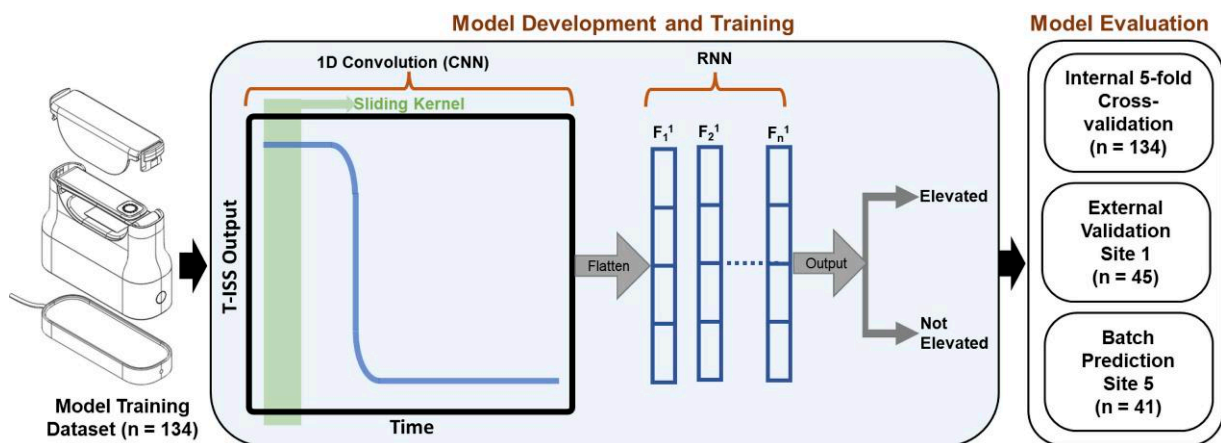 Model Development and Training
Model Evaluation
1D Convolution (CNN)
RNN
Sliding Kernel
T-ISS Output
Time
Flatten
F₁¹
F₂¹
Fₙ¹
Output
Elevated
Not
Elevated
Model Training
Dataset (n = 134)
Internal 5-fold
Cross-
validation
(n = 134)
External
Validation
Site 1
(n = 45)
Batch
Prediction
Site 5
(n = 41)